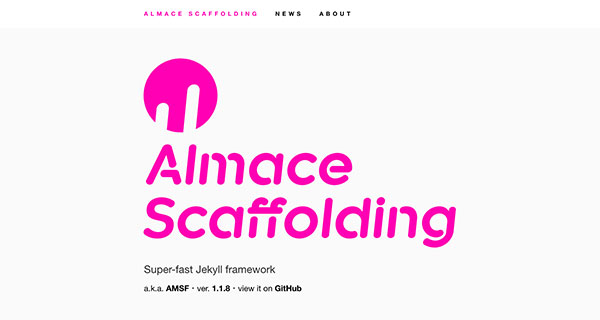 ALMACE SCAFFOLDING NEWS ABOUT
Almace
Scaffolding
Super-fast Jekyll framework
a.k.a. AMSF · ver. 1.1.8 · view it on GitHub